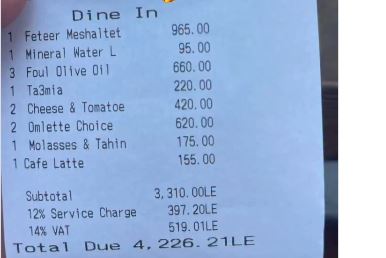 Dine In
1 Feteer Meshaltet 965.00
1 Mineral Water L 95.00
3 Foul Olive Oil 660.00
1 Ta3mia 220.00
2 Cheese & Tomatoe 420.00
2 Omlette Choice 620.00
1 Molasses & Tahin 175.00
1 Cafe Latte 155.00
Subtotal 3,310.00LE
12% Service Charge 397.20LE
14% VAT 519.01LE
Total Due 4,226.21LE